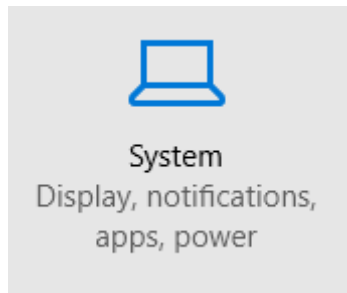 System
Display, notifications,
apps, power